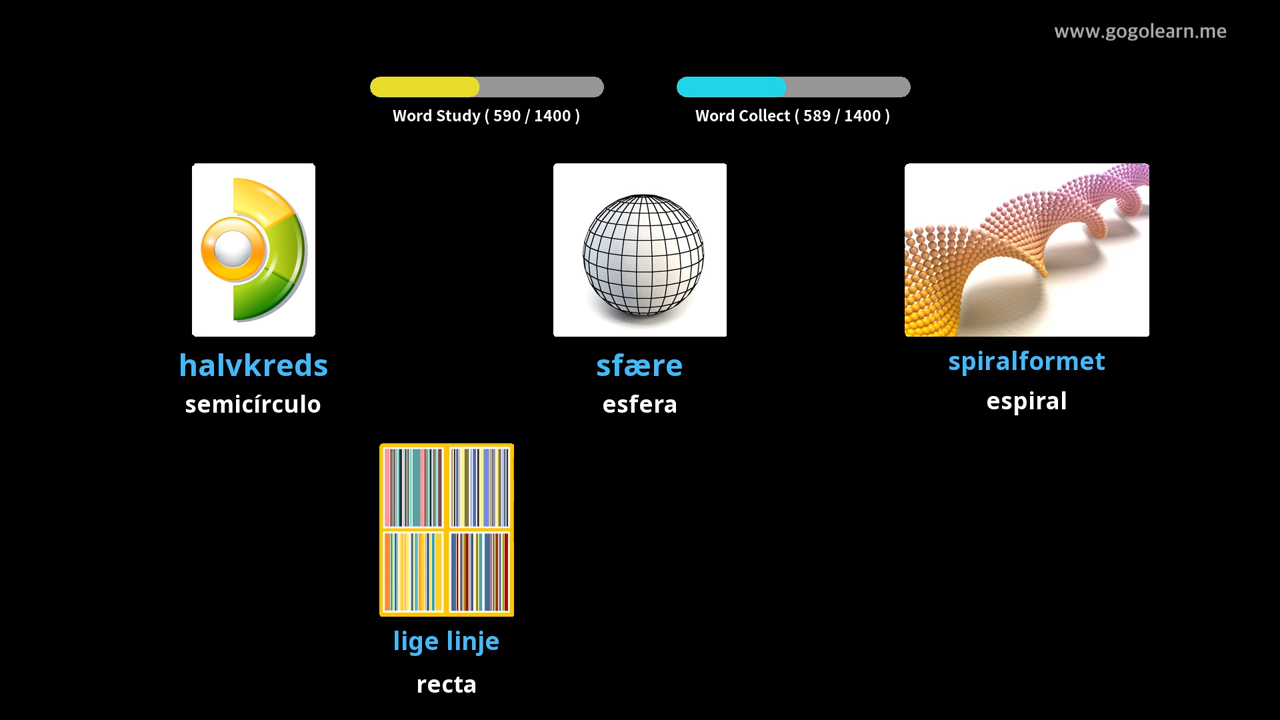 www.gogolearn.me
Word Study ( 590 / 1400 )
Word Collect ( 589 / 1400 )
halvkreds
semicírculo
sfære
esfera
spiralformet
espiral
lige linje
recta